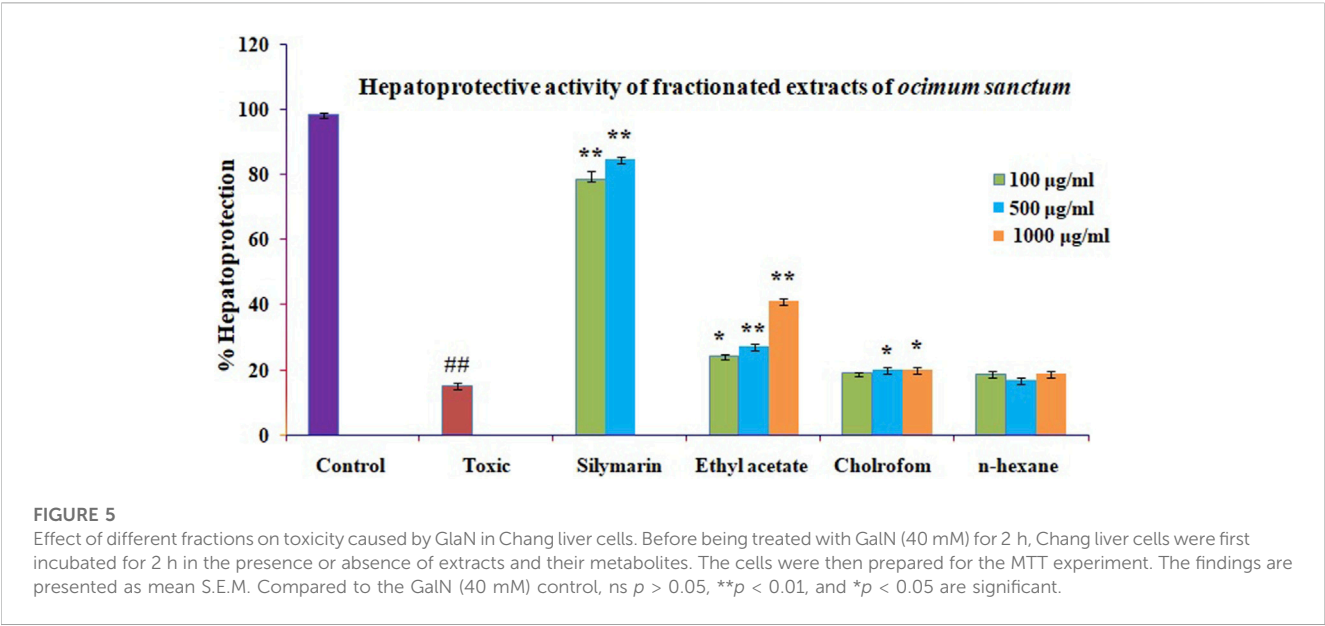 120
Hepatoprotective activity of fractionated extracts of ocimum sanctum
100
80
60
40
20
0
% Hepatoprotection
##
** **
* ** **
* *
100 µg/ml
500 µg/ml
1000 µg/ml
Control Toxic Silymarin Ethyl acetate Cholrofom n-hexane
FIGURE 5
Effect of different fractions on toxicity caused by GlaN in Chang liver cells. Before being treated with GalN (40 mM) for 2 h, Chang liver cells were first
incubated for 2 h in the presence or absence of extracts and their metabolites. The cells were then prepared for the MTT experiment. The findings are
presented as mean S.E.M. Compared to the GalN (40 mM) control, ns p > 0.05, **p < 0.01, and *p < 0.05 are significant.